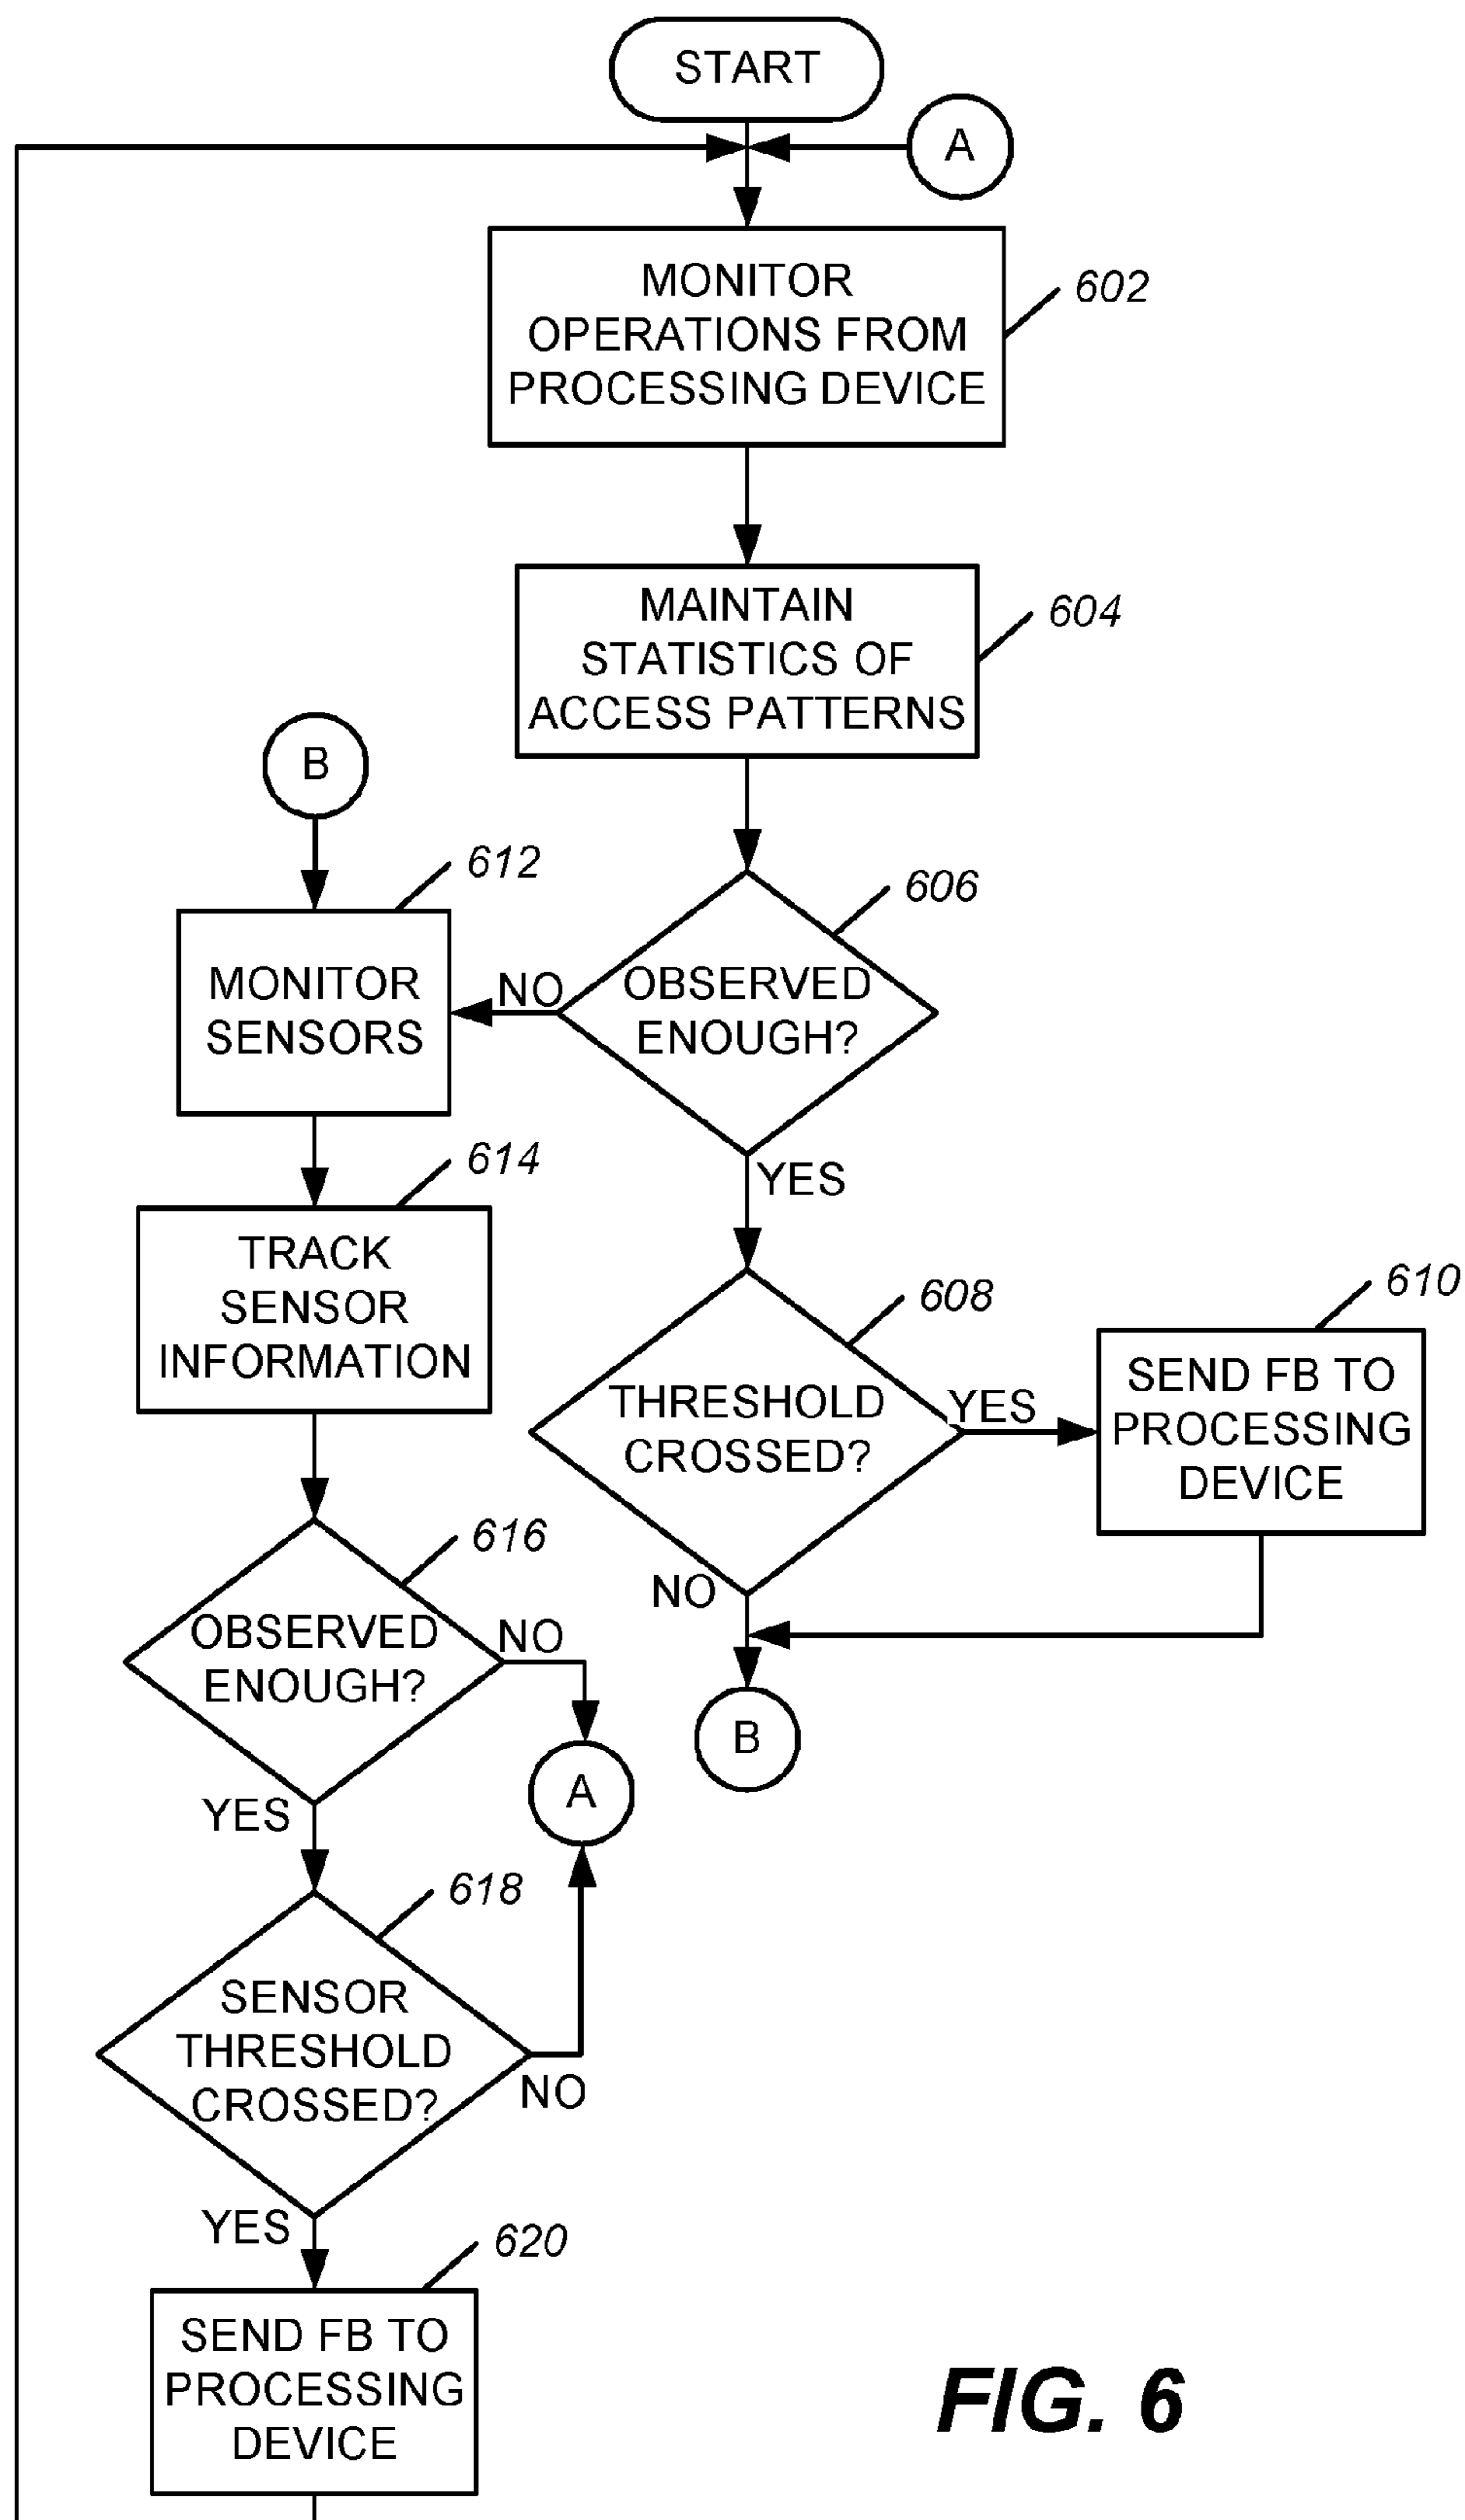 START
A
MONITOR
OPERATIONS FROM
PROCESSING DEVICE
602
MAINTAIN
STATISTICS OF
ACCESS PATTERNS
604
B
612
MONITOR
SENSORS
NO
OBSERVED
ENOUGH?
606
YES
614
TRACK
SENSOR
INFORMATION
THRESHOLD
CROSSED?
608
YES
610
SEND FB TO
PROCESSING
DEVICE
NO
B
616
OBSERVED
ENOUGH?
NO
A
YES
618
SENSOR
THRESHOLD
CROSSED?
NO
YES
620
SEND FB TO
PROCESSING
DEVICE
FIG. 6